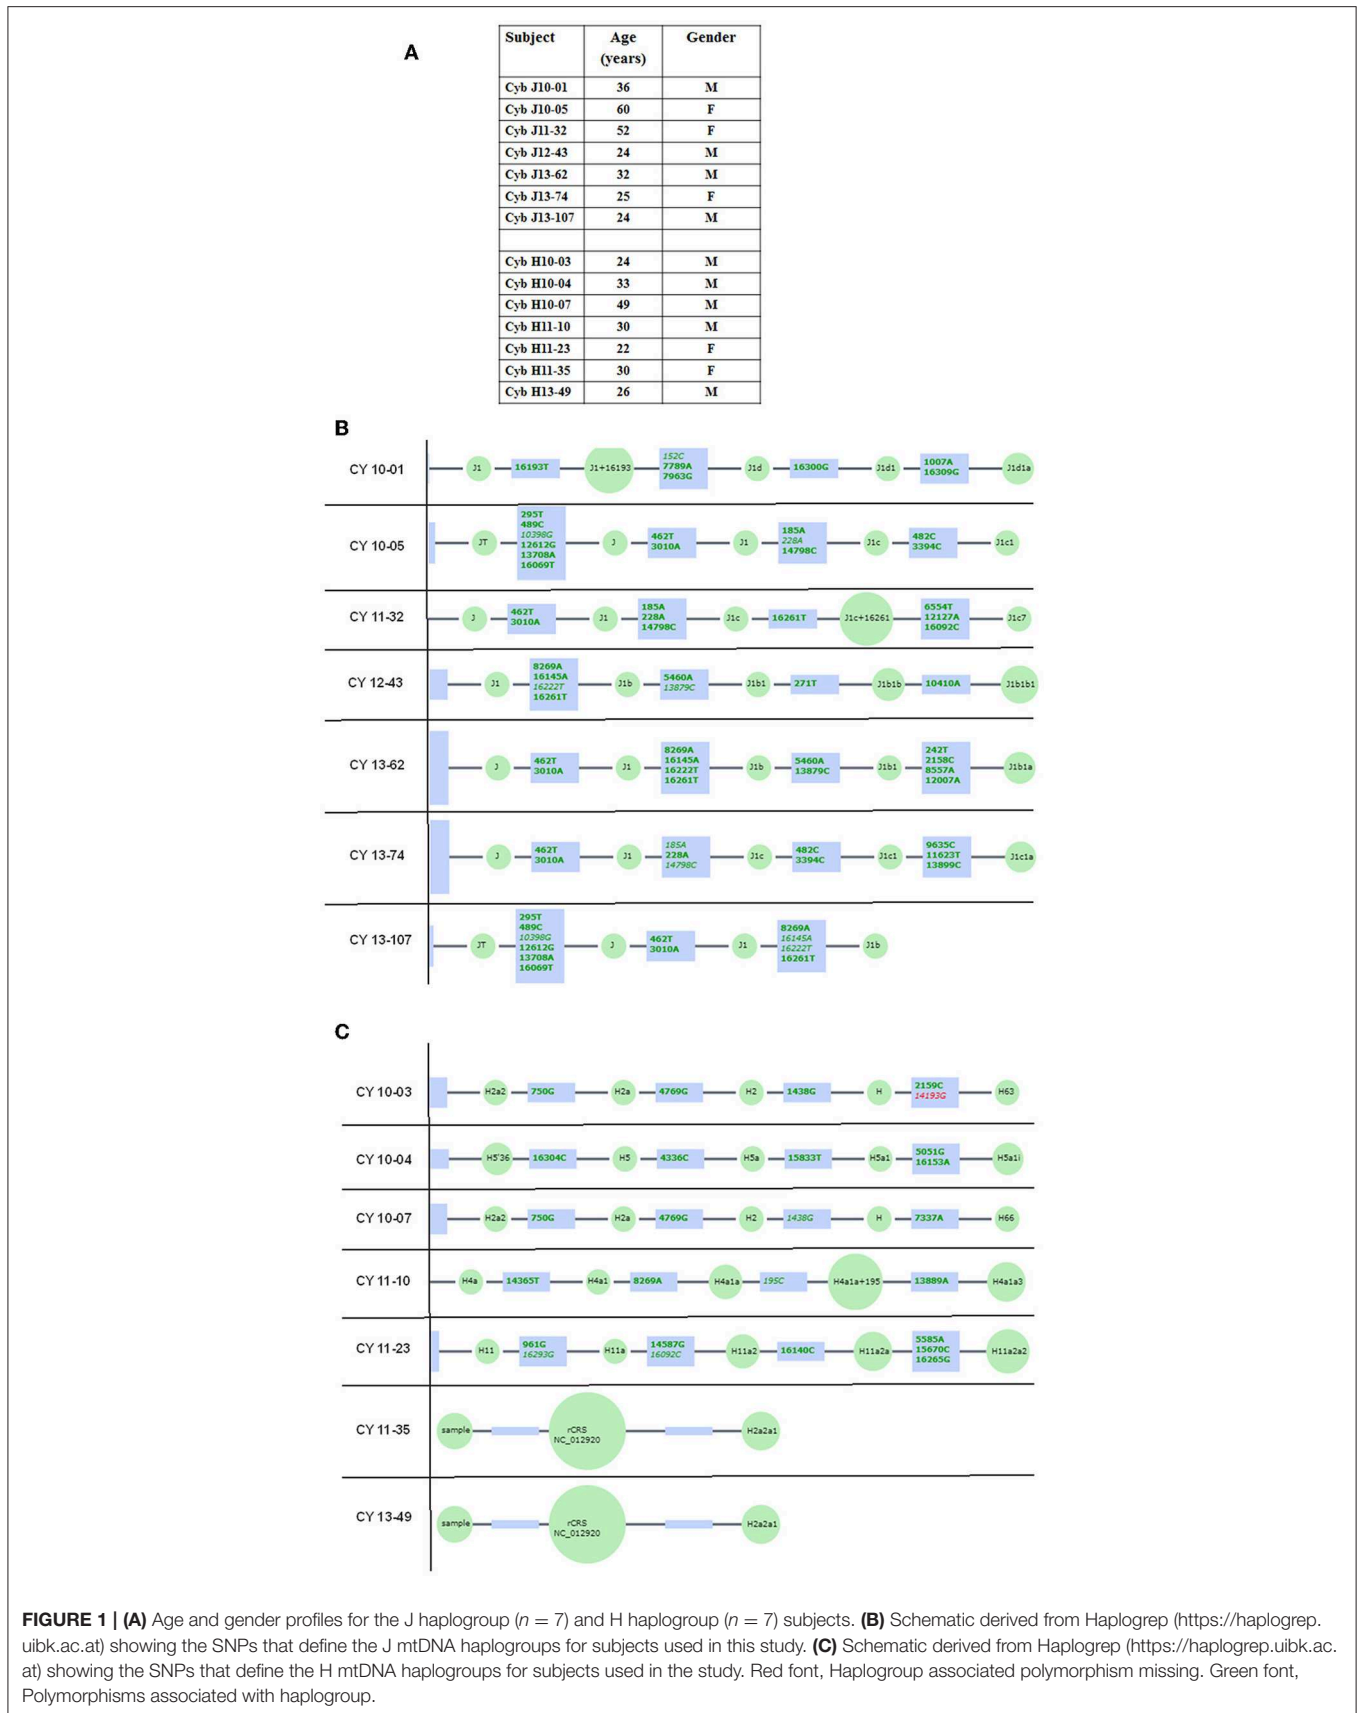 A
Subject Age Gender
(years)
Cyb J10-01 36 M
Cyb J10-05 60 F
Cyb J11-32 52 F
Cyb J12-43 24 M
Cyb J13-62 32 M
Cyb J13-74 25 F
Cyb J13-107 24 M
Cyb H10-03 24 M
Cyb H10-04 33 M
Cyb H10-07 49 M
Cyb H11-10 30 M
Cyb H11-23 22 F
Cyb H11-35 30 F
Cyb H13-49 26 M
B
CY 10-01
J1
16193T
J1+16193
152C
7789A
7963G
J1d
16300G
J1d1
1007A
16309G
J1d1a
CY 10-05
JT
295T
489C
10398G
12612G
13708A
16069T
J
462T
3010A
J1
185A
228A
14798C
J1c
482C
3394C
J1c1
CY 11-32
J
462T
3010A
J1
185A
228A
14798C
J1c
16261T
J1c+16261
6554T
12127A
16092C
J1c7
CY 12-43
J1
8269A
16145A
16222T
16261T
J1b
5460A
13879C
J1b1
271T
J1b1b
10410A
J1b1b1
CY 13-62
J
462T
3010A
J1
8269A
16145A
16222T
16261T
J1b
5460A
13879C
J1b1
242T
2158C
8557A
12007A
J1b1a
CY 13-74
J
462T
3010A
J1
185A
228A
14798C
J1c
482C
3394C
J1c1
9635C
11623T
13899C
J1c1a
CY 13-107
JT
295T
489C
10398G
12612G
13708A
16069T
J
462T
3010A
J1
8269A
16145A
16222T
16261T
J1b
C
CY 10-03
H2a2
750G
H2a
4769G
H2
1438G
H
2159C
14193G
H63
CY 10-04
H5'36
16304C
H5
4336C
H5a
15833T
H5a1
5051G
16153A
H5a1i
CY 10-07
H2a2
750G
H2a
4769G
H2
1438G
H
7337A
H66
CY 11-10
H4a
14365T
H4a1
8269A
H4a1a
195C
H4a1a+195
13889A
H4a1a3
CY 11-23
H11
961G
16293G
H11a
14587G
16092C
H11a2
16140C
H11a2a
5585A
15670C
16265G
H11a2a2
CY 11-35
sample
rCRS
NC_012920
H2a2a1
CY 13-49
sample
rCRS
NC_012920
H2a2a1
FIGURE 1 | (A) Age and gender profiles for the J haplogroup (n = 7) and H haplogroup (n = 7) subjects. (B) Schematic derived from Haplogrep (https://haplogrep.
uibk.ac.at) showing the SNPs that define the J mtDNA haplogroups for subjects used in this study. (C) Schematic derived from Haplogrep (https://haplogrep.uibk.ac.
at) showing the SNPs that define the H mtDNA haplogroups for subjects used in the study. Red font, Haplogroup associated polymorphism missing. Green font,
Polymorphisms associated with haplogroup.